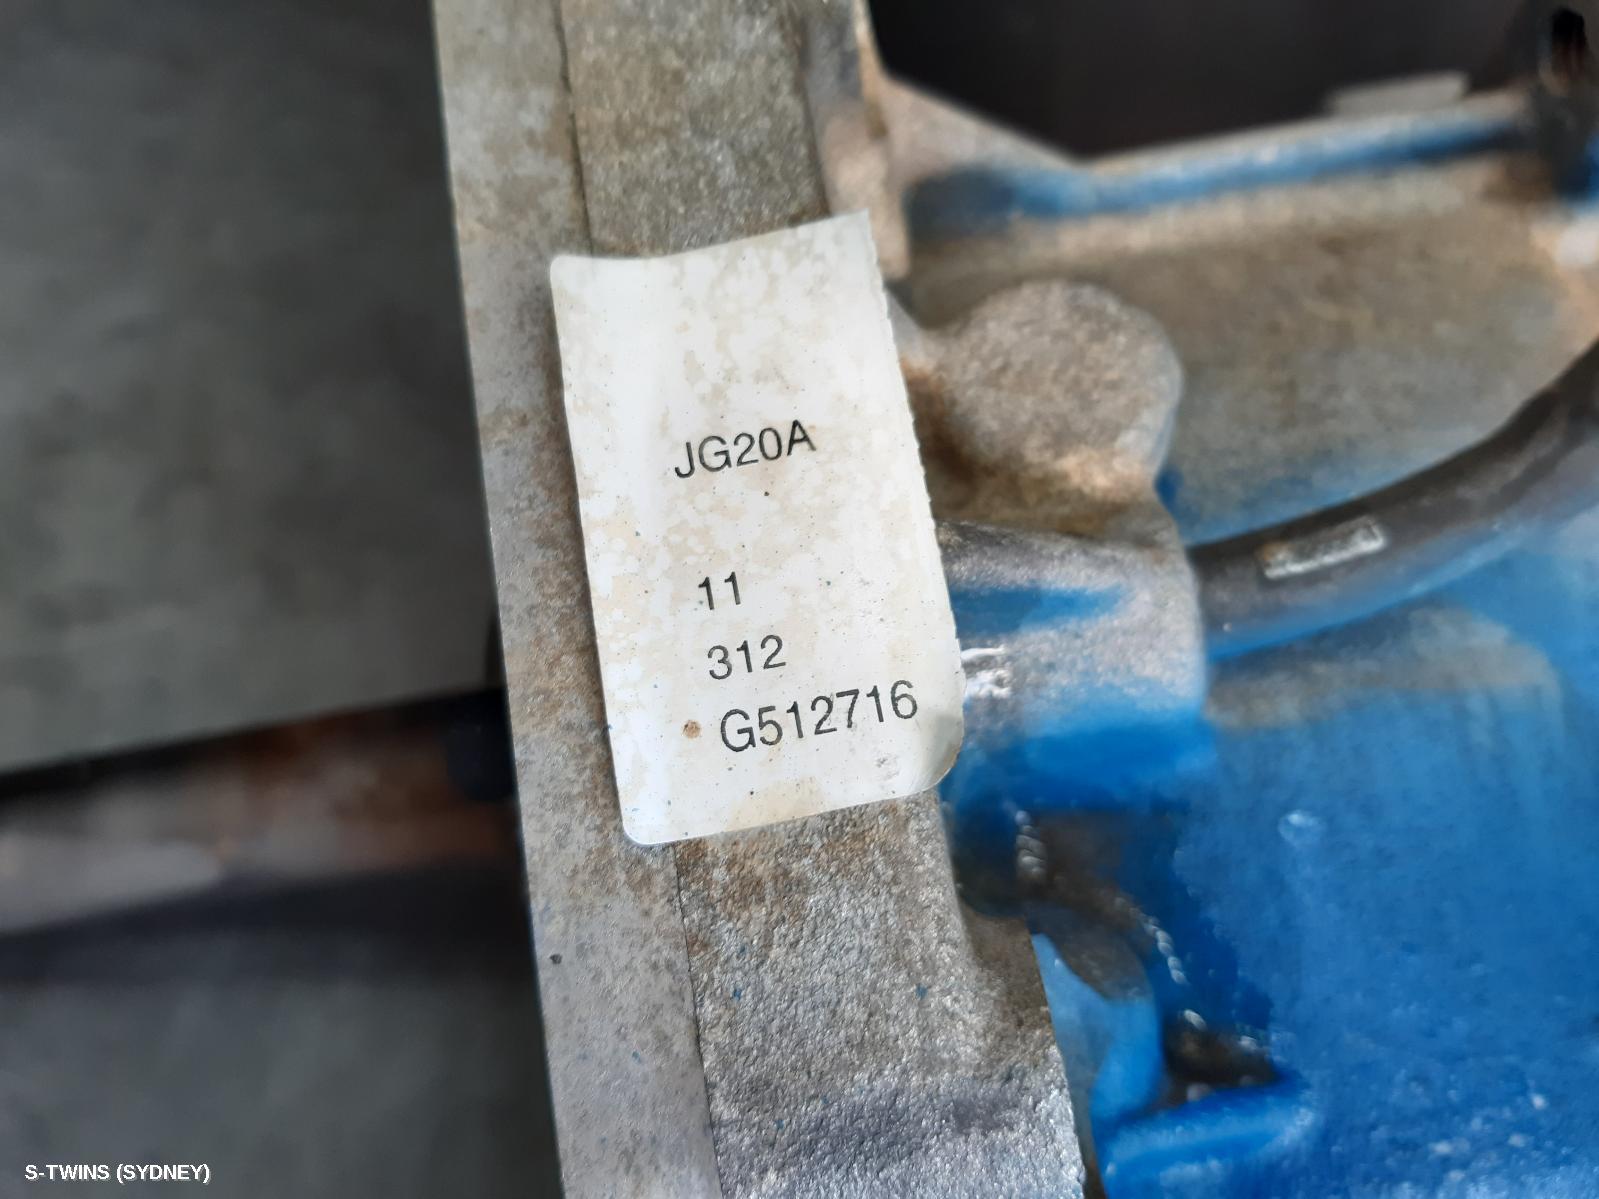 JG20A
11
312
G512716
S-TWINS (SYDNEY)